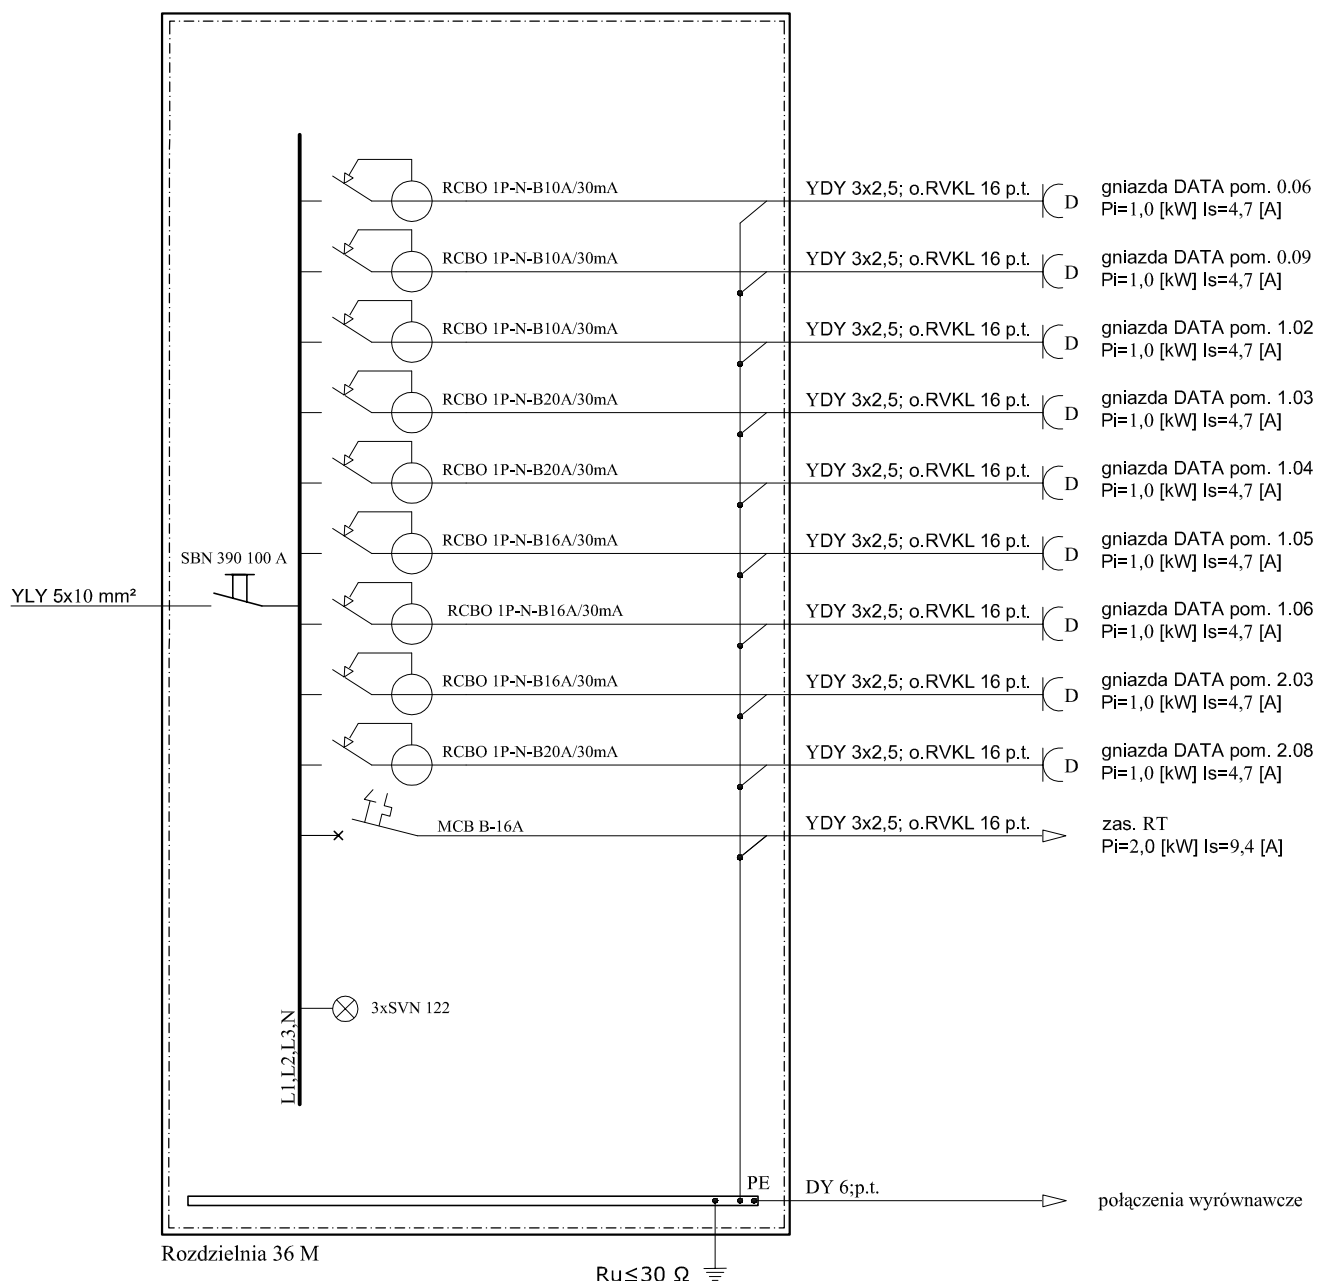 RCBO 1P-N-B10A/30mA
YDY 3x2,5; o.RVKL 16 p.t.
D
gniazda DATA pom. 0.06
Pi=1,0 [kW] Is=4,7 [A]
RCBO 1P-N-B10A/30mA
YDY 3x2,5; o.RVKL 16 p.t.
D
gniazda DATA pom. 0.09
Pi=1,0 [kW] Is=4,7 [A]
RCBO 1P-N-B10A/30mA
YDY 3x2,5; o.RVKL 16 p.t.
D
gniazda DATA pom. 1.02
Pi=1,0 [kW] Is=4,7 [A]
RCBO 1P-N-B20A/30mA
YDY 3x2,5; o.RVKL 16 p.t.
D
gniazda DATA pom. 1.03
Pi=1,0 [kW] Is=4,7 [A]
RCBO 1P-N-B20A/30mA
YDY 3x2,5; o.RVKL 16 p.t.
D
gniazda DATA pom. 1.04
Pi=1,0 [kW] Is=4,7 [A]
SBN 390 100 A
YLY 5x10 mm²
RCBO 1P-N-B16A/30mA
YDY 3x2,5; o.RVKL 16 p.t.
D
gniazda DATA pom. 1.05
Pi=1,0 [kW] Is=4,7 [A]
RCBO 1P-N-B16A/30mA
YDY 3x2,5; o.RVKL 16 p.t.
D
gniazda DATA pom. 1.06
Pi=1,0 [kW] Is=4,7 [A]
RCBO 1P-N-B16A/30mA
YDY 3x2,5; o.RVKL 16 p.t.
D
gniazda DATA pom. 2.03
Pi=1,0 [kW] Is=4,7 [A]
RCBO 1P-N-B20A/30mA
YDY 3x2,5; o.RVKL 16 p.t.
D
gniazda DATA pom. 2.08
Pi=1,0 [kW] Is=4,7 [A]
MCB B-16A
YDY 3x2,5; o.RVKL 16 p.t.
zas. RT
Pi=2,0 [kW] Is=9,4 [A]
3xSVN 122
L1,L2,L3,N
PE
DY 6;p.t.
połączenia wyrównawcze
Rozdzielnia 36 M
Ru≤30 Ω